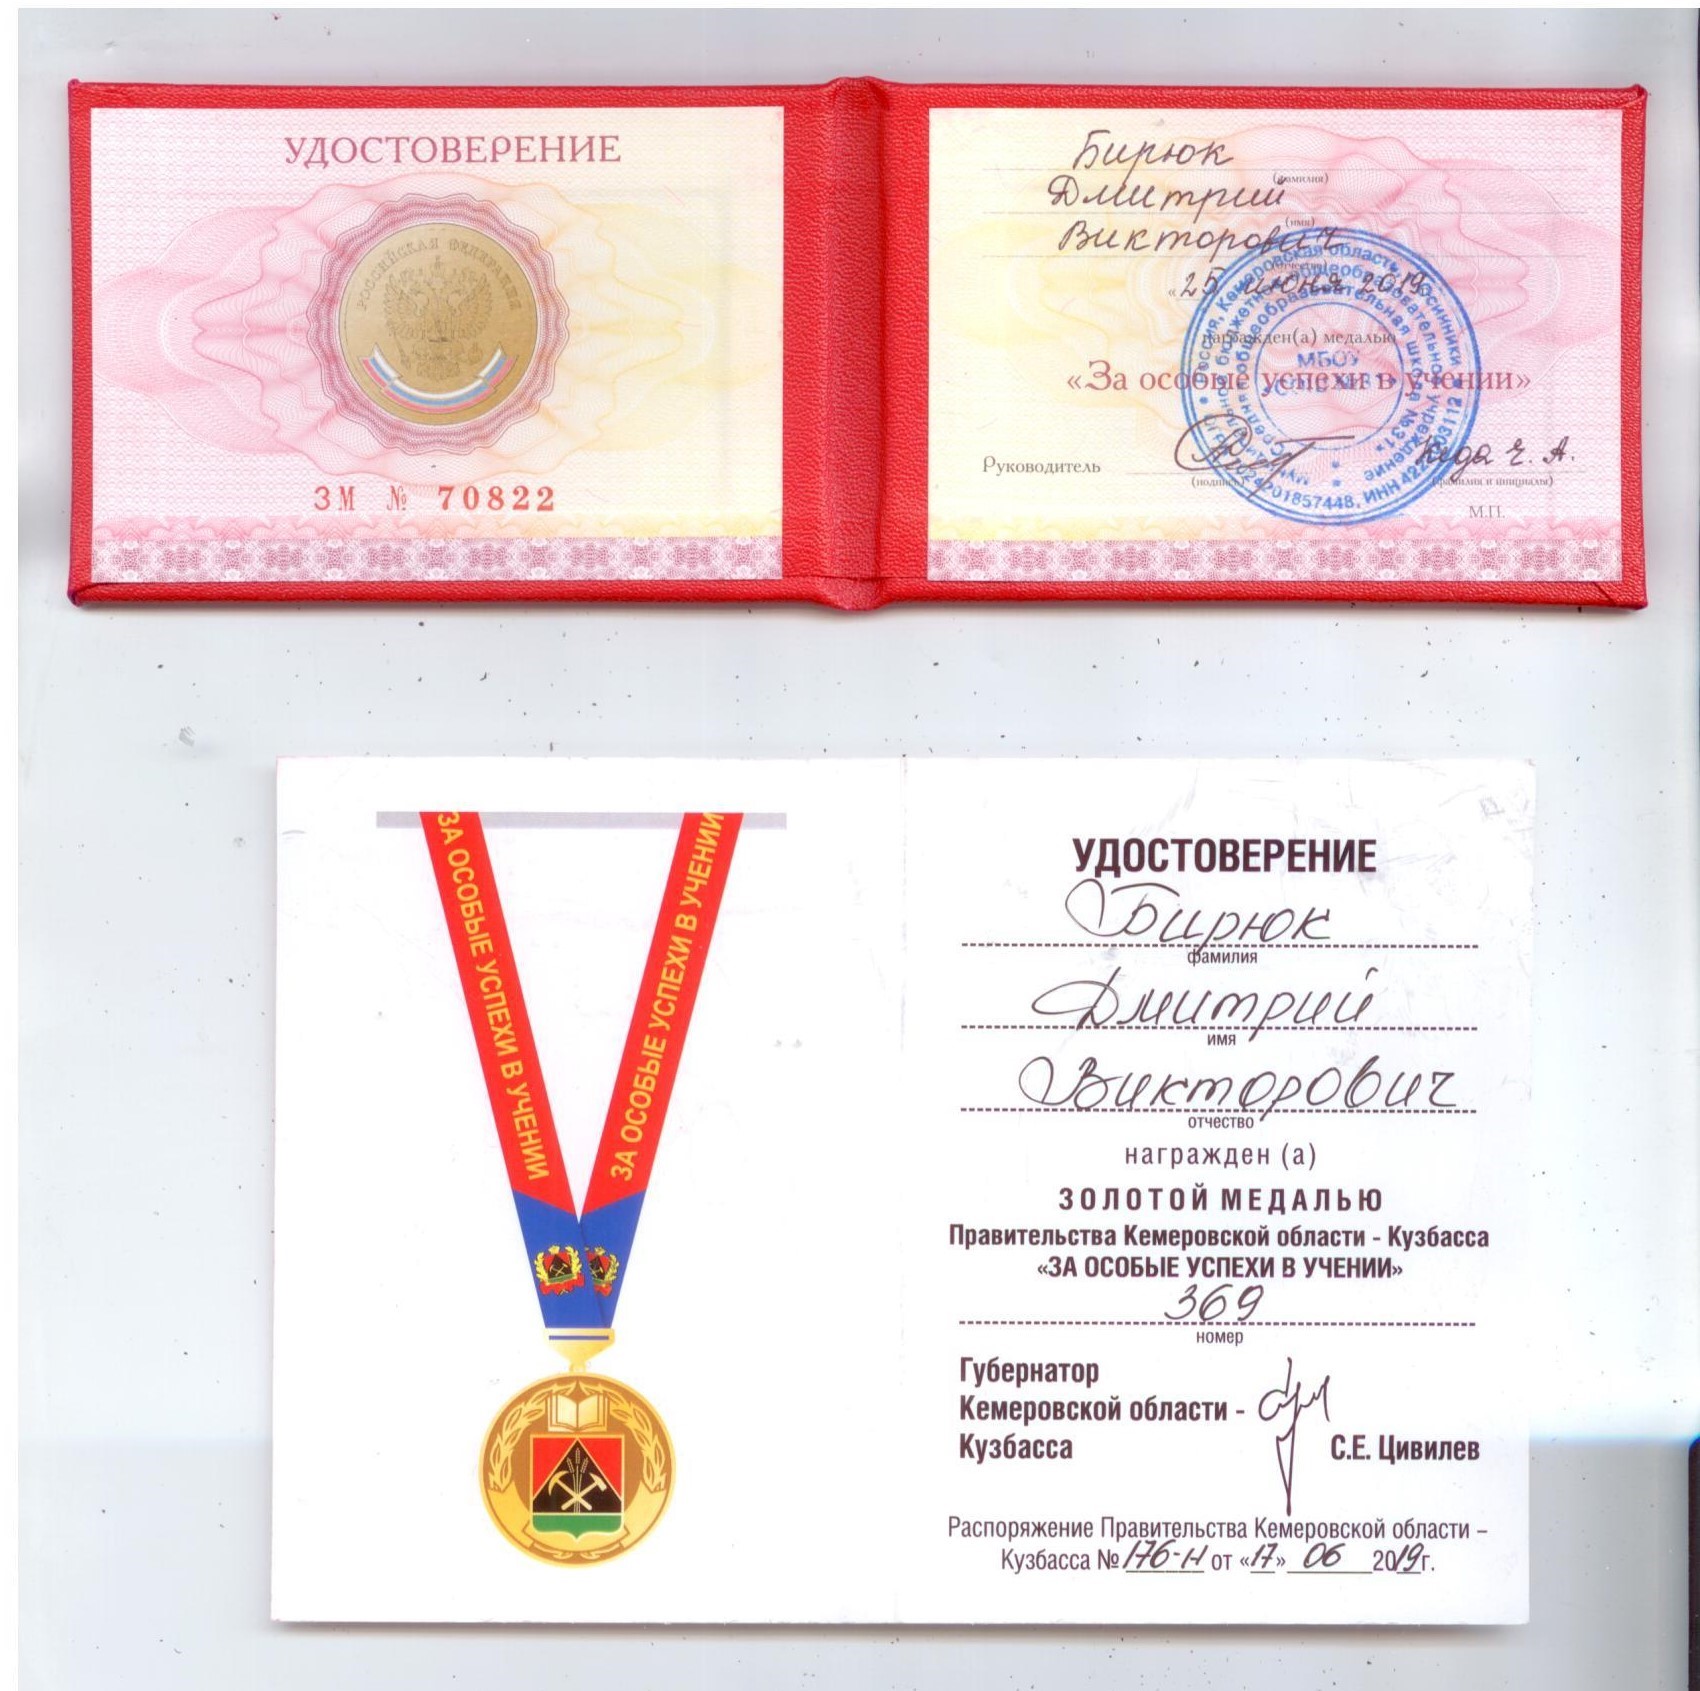 УДОСТОВЕРЕНИЕ
РОССИЙСКАЯ ФЕДЕРАЦИЯ
ЗМ № 70822
Бирюк
(фамилия)
Дмитрий
(имя)
Викторович
«25 июня 2019
награжден(а) медалью
«За особые успехи в учении»
Руководитель
(подпись)
Ч. А.
(фамилия и инициалы)
М.П.
МБОУ
ЗА ОСОБЫЕ УСПЕХИ В УЧЕНИИ
ЗА ОСОБЫЕ УСПЕХИ В УЧЕНИИ
УДОСТОВЕРЕНИЕ
Бирюк
фамилия
Дмитрий
имя
Викторович
отчество
награжден (а)
ЗОЛОТОЙ МЕДАЛЬЮ
Правительства Кемеровской области - Кузбасса
«ЗА ОСОБЫЕ УСПЕХИ В УЧЕНИИ»
369
номер
Губернатор
Кемеровской области -
Кузбасса С.Е. Цивилев
Распоряжение Правительства Кемеровской области –
Кузбасса № 176-н от «17» 06 2019г.